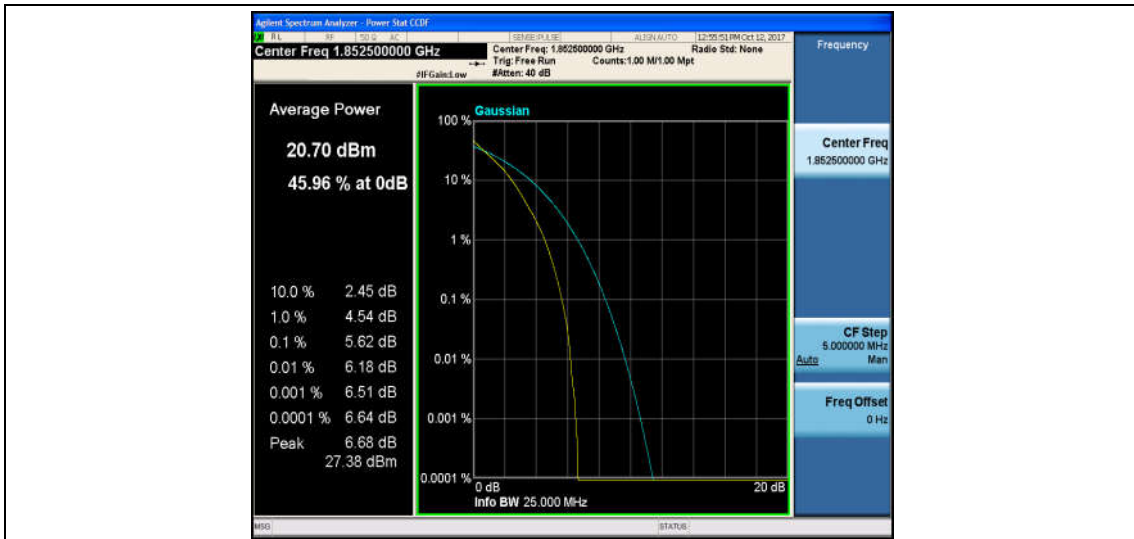 Agilent Spectrum Analyzer - Power Stat CCDF
RL RF 50 Ω AC SENSE:PULSE ALIGN AUTO 12:55:51 PM Oct 12, 2017
Center Freq 1.852500000 GHz
Center Freq: 1.852500000 GHz Radio Std: None
Trig: Free Run Counts:1.00 M/1.00 Mpt
#IFGain:Low #Atten: 40 dB
Frequency
Average Power
20.70 dBm
45.96 % at 0dB
10.0 % 2.45 dB
1.0 % 4.54 dB
0.1 % 5.62 dB
0.01 % 6.18 dB
0.001 % 6.51 dB
0.0001 % 6.64 dB
Peak 6.68 dB
27.38 dBm
Gaussian
100 %
10 %
1 %
0.1 %
0.01 %
0.001 %
0.0001 %
0 dB 20 dB
Info BW 25.000 MHz
Center Freq
1.852500000 GHz
CF Step
5.000000 MHz
Auto Man
Freq Offset
0 Hz
MSG STATUS